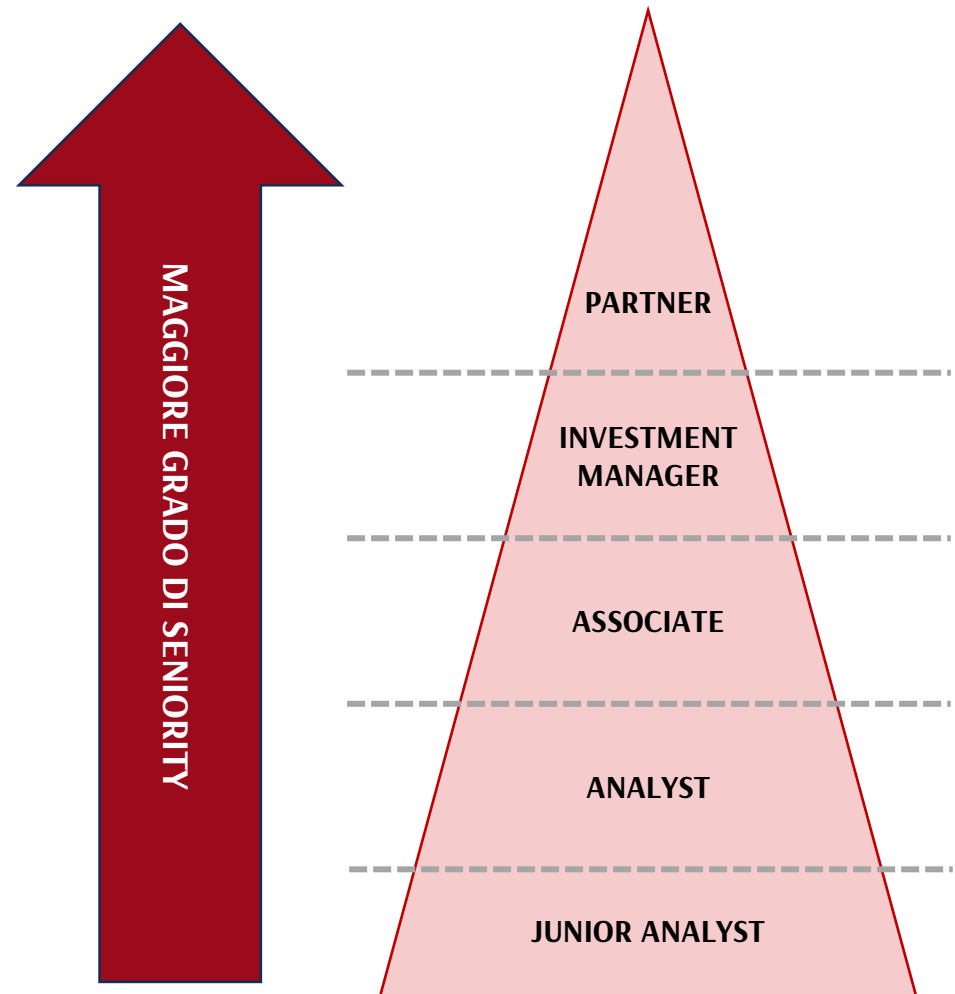 MAGGIORE GRADO DI SENIORITY
PARTNER
INVESTMENT
MANAGER
ASSOCIATE
ANALYST
JUNIOR ANALYST